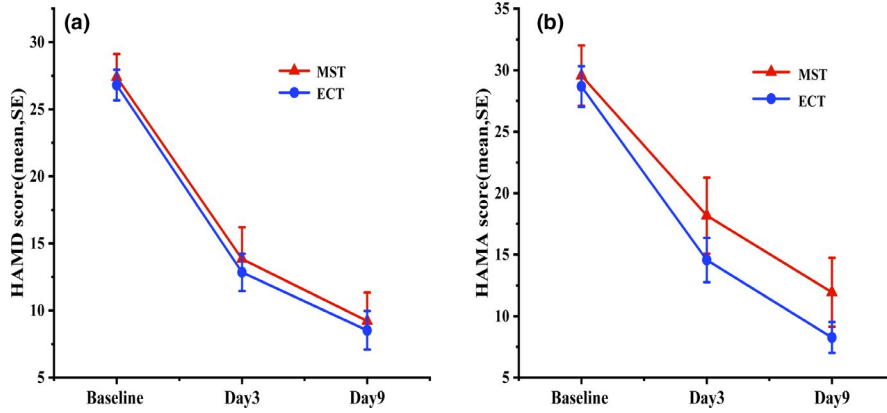 (a)
HAMD score(mean,SE)
30
25
20
15
10
5
Baseline Day3 Day9
MST
ECT
(b)
HAMA score(mean,SE)
35
30
25
20
15
10
5
Baseline Day3 Day9
MST
ECT